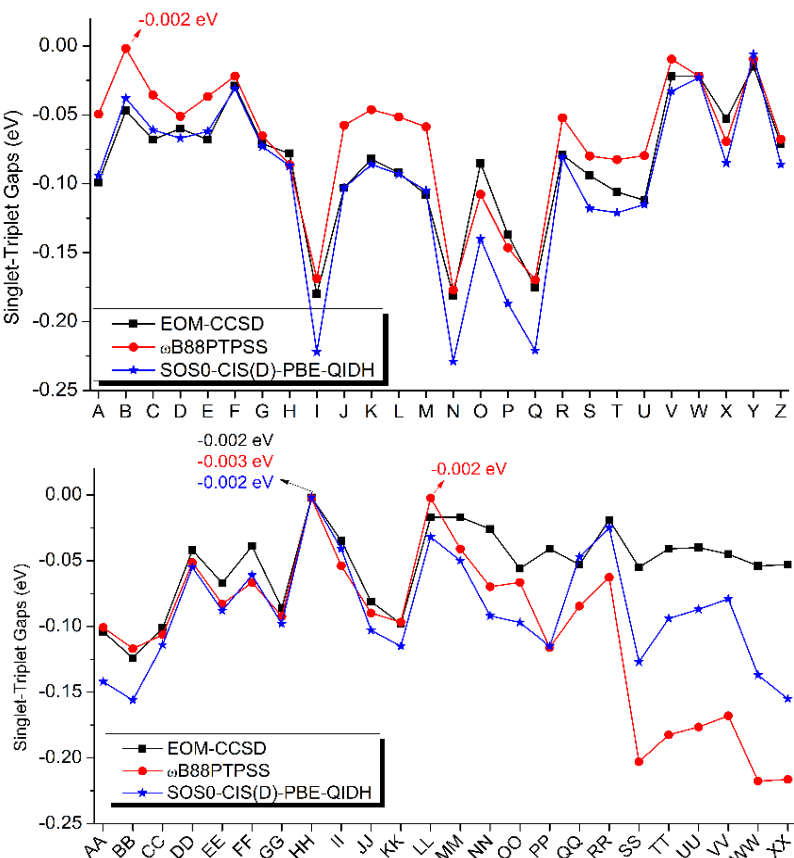 -0.002 eV
0.00
-0.05
-0.10
-0.15
-0.20
-0.25
Singlet-Triplet Gaps (eV)
EOM-CCSD
ωB88PTPSS
SOS0-CIS(D)-PBE-QIDH
A B C D E F G H I J K L M N O P Q R S T U V W X Y Z
-0.002 eV
-0.003 eV
-0.002 eV
-0.002 eV
0.00
-0.05
-0.10
-0.15
-0.20
-0.25
Singlet-Triplet Gaps (eV)
EOM-CCSD
ωB88PTPSS
SOS0-CIS(D)-PBE-QIDH
AA BB CC DD EE FF GG HH II JJ KK LL MM NN OO PP QQ RR SS TT UU VV WW XX